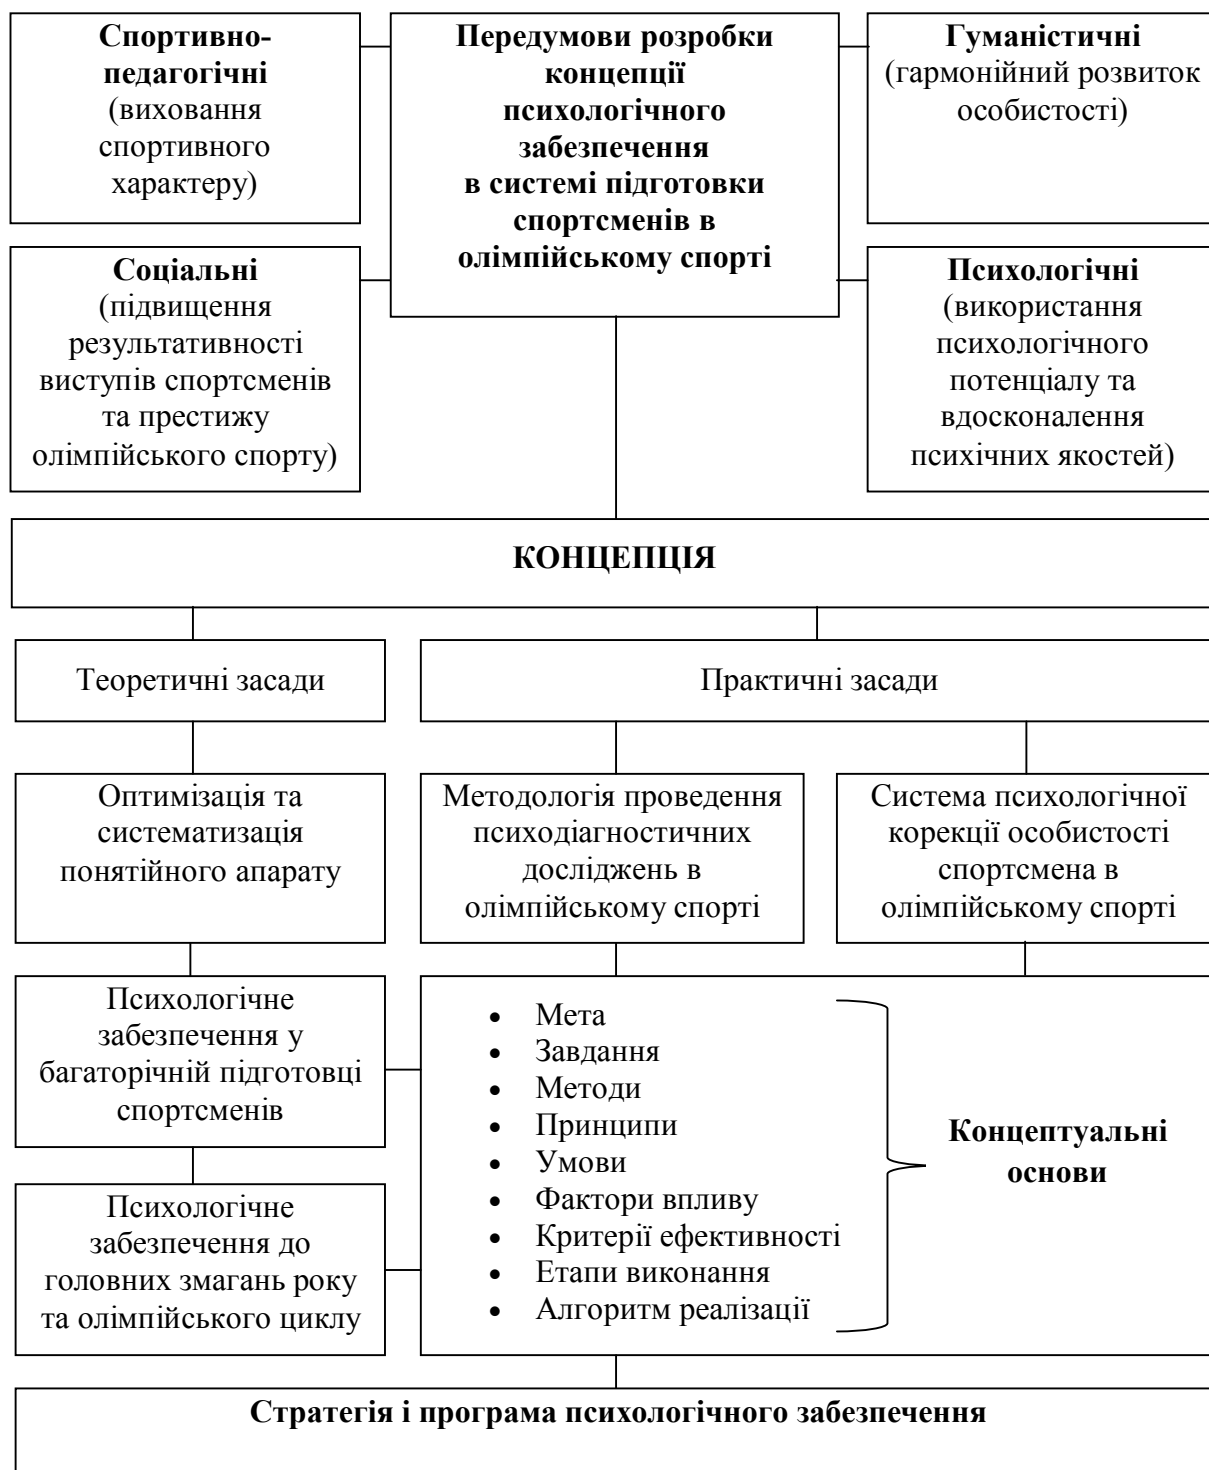 Спортивно-
педагогічні
(виховання
спортивного
характеру)
Передумови розробки
концепції
психологічного
забезпечення
в системі підготовки
спортсменів в
олімпійському спорті
Гуманістичні
(гармонійний розвиток
особистості)
Соціальні
(підвищення
результативності
виступів спортсменів
та престижу
олімпійського спорту)
Психологічні
(використання
психологічного
потенціалу та
вдосконалення
психічних якостей)
КОНЦЕПЦІЯ
Теоретичні засади
Практичні засади
Оптимізація та
систематизація
понятійного апарату
Методологія проведення
психодіагностичних
досліджень в
олімпійському спорті
Система психологічної
корекції особистості
спортсмена в
олімпійському спорті
Психологічне
забезпечення у
багаторічній підготовці
спортсменів
Психологічне
забезпечення до
головних змагань року
та олімпійського циклу
• Мета
• Завдання
• Методи
• Принципи
• Умови
• Фактори впливу
• Критерії ефективності
• Етапи виконання
• Алгоритм реалізації
Концептуальні
основи
Стратегія і програма психологічного забезпечення